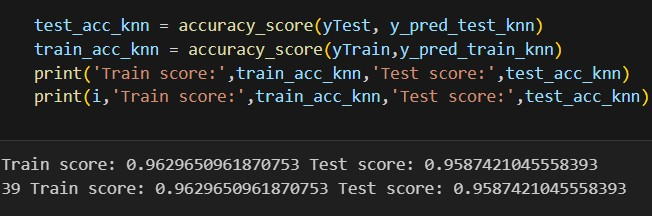 test_acc_knn = accuracy_score(yTest, y_pred_test_knn)
train_acc_knn = accuracy_score(yTrain,y_pred_train_knn)
print('Train score:',train_acc_knn,'Test score:',test_acc_knn)
print(i,'Train score:',train_acc_knn,'Test score:',test_acc_knn)
Train score: 0.9629650961870753 Test score: 0.9587421045558393
39 Train score: 0.9629650961870753 Test score: 0.9587421045558393